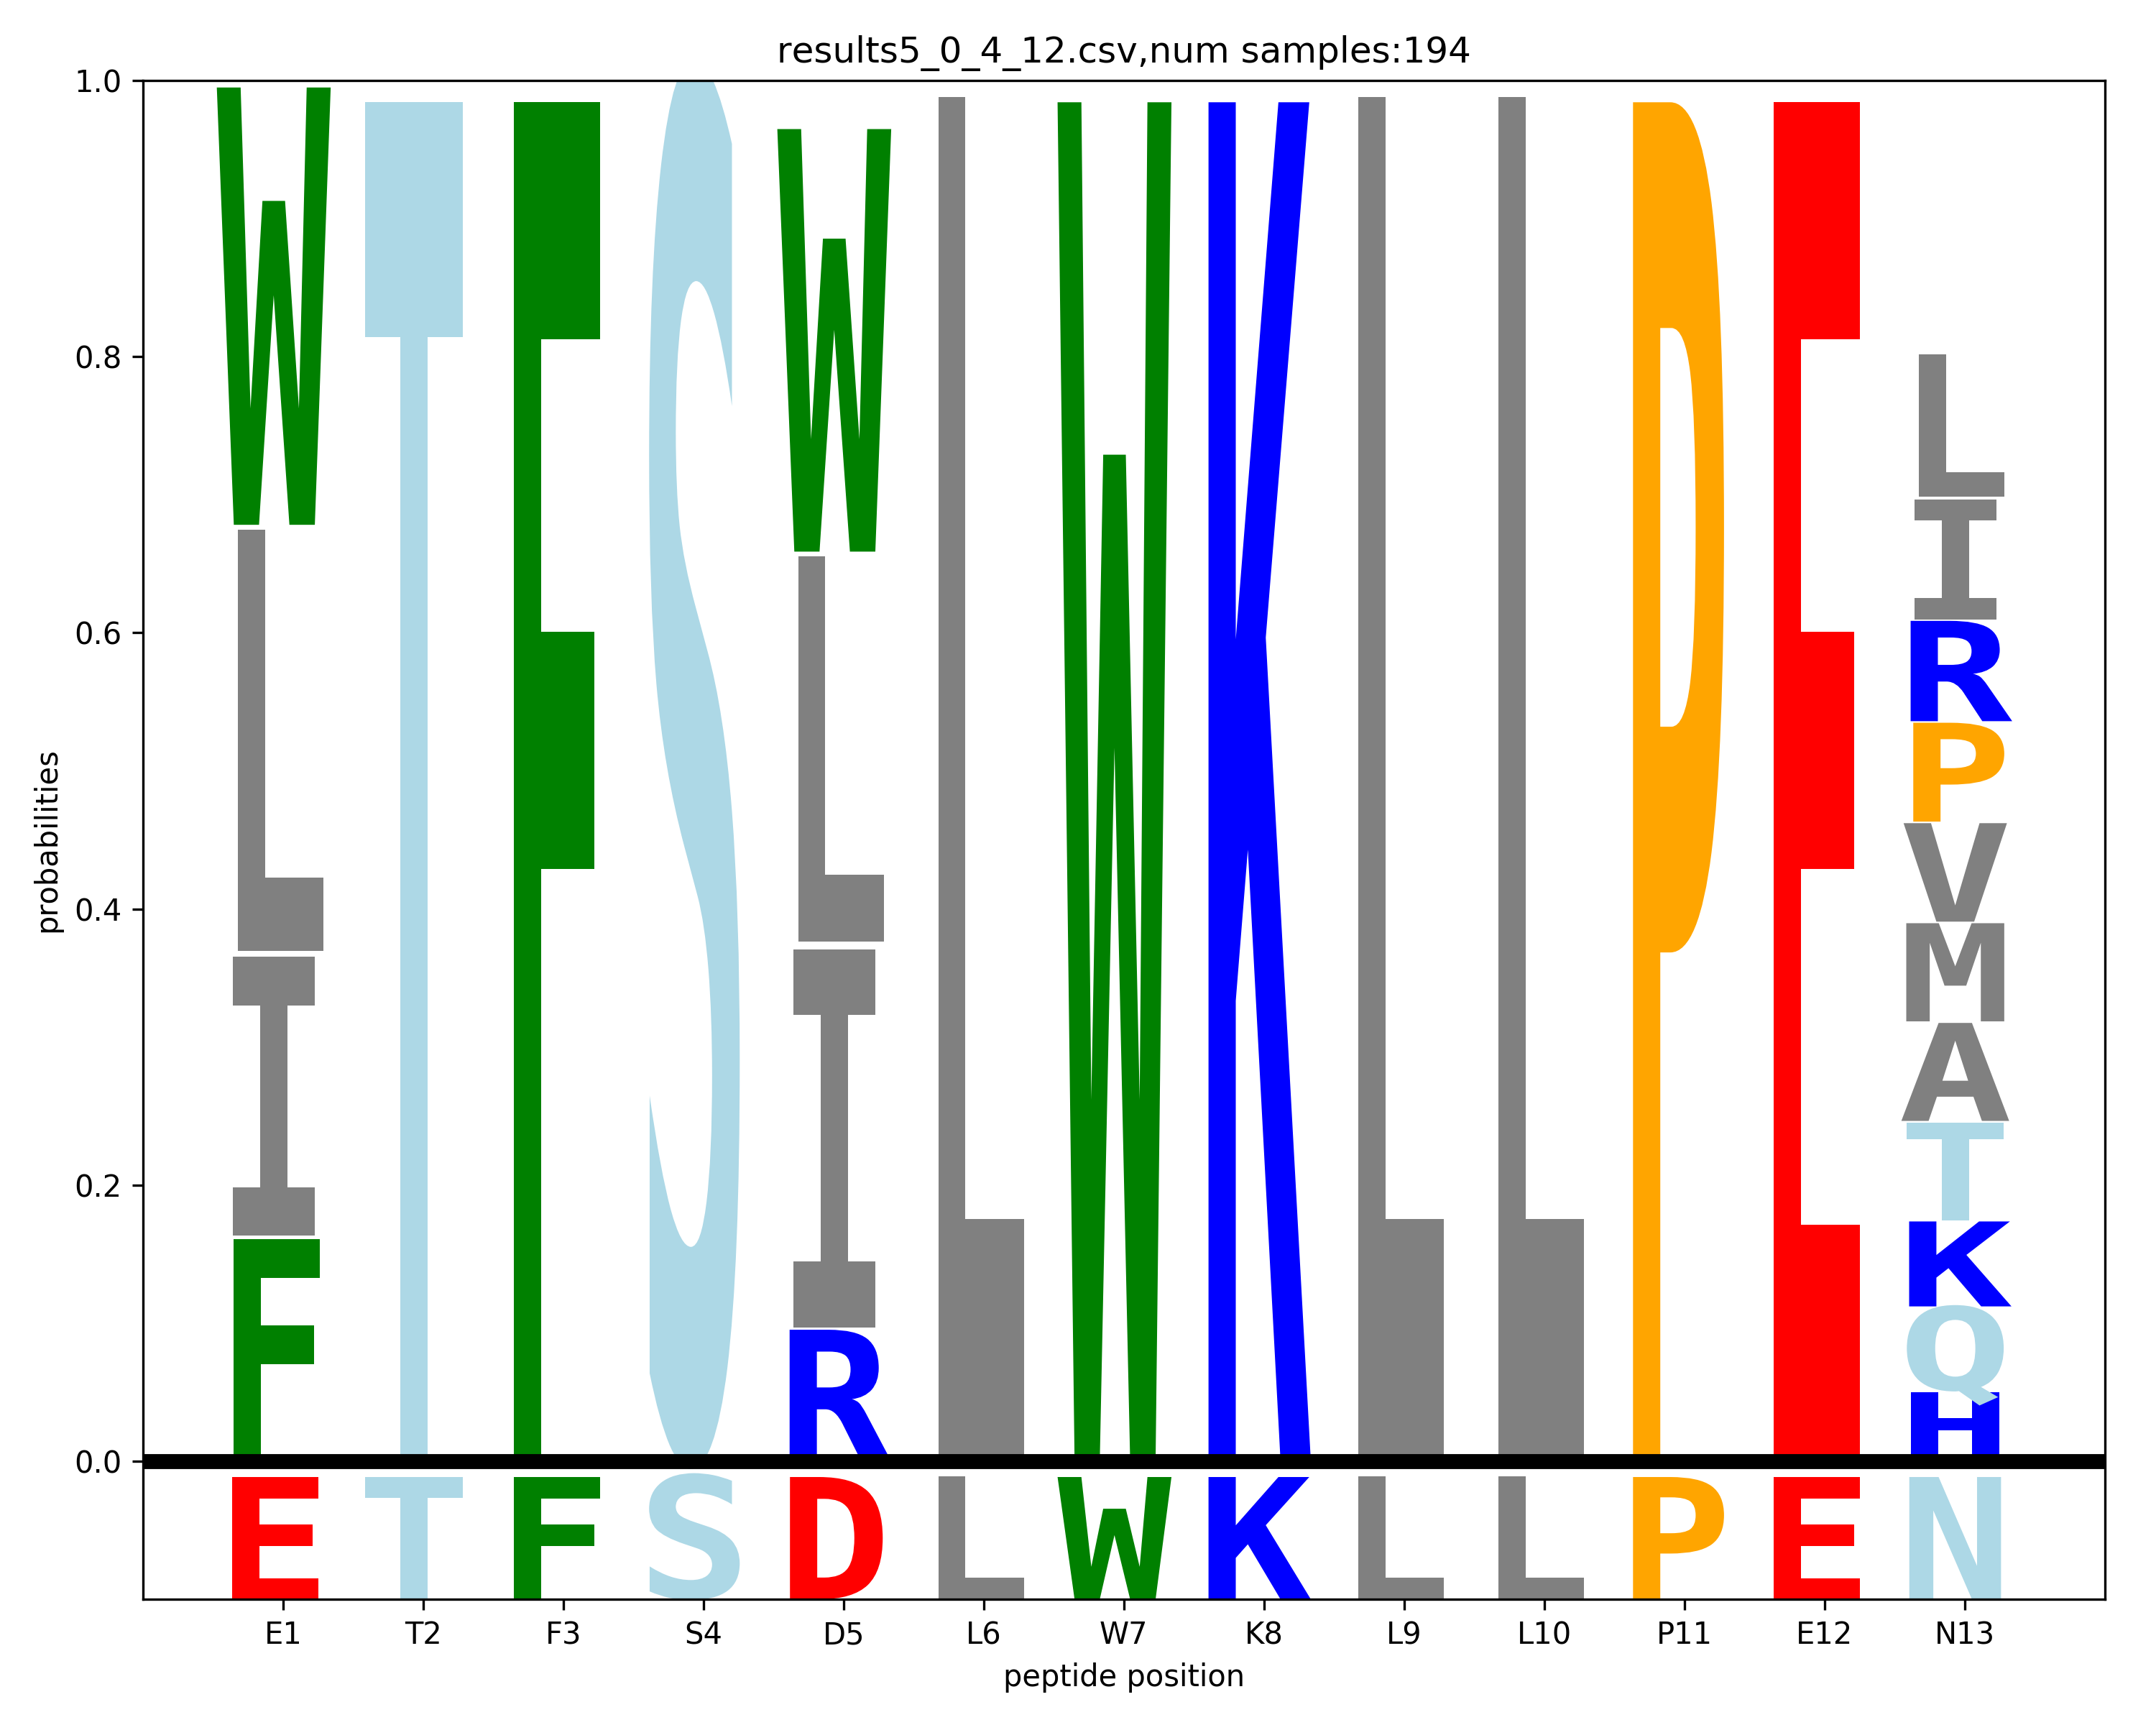 results5_0_4_12.csv,num samples:194
1.0
0.8
0.6
0.4
0.2
0.0
probabilities
W L I F
T
F
S
W L I R
L
W
K
L
L
P
E
L I R P V M A T K Q H
E T F S D L W K L L P E N
E1 T2 F3 S4 D5 L6 W7 K8 L9 L10 P11 E12 N13
peptide position